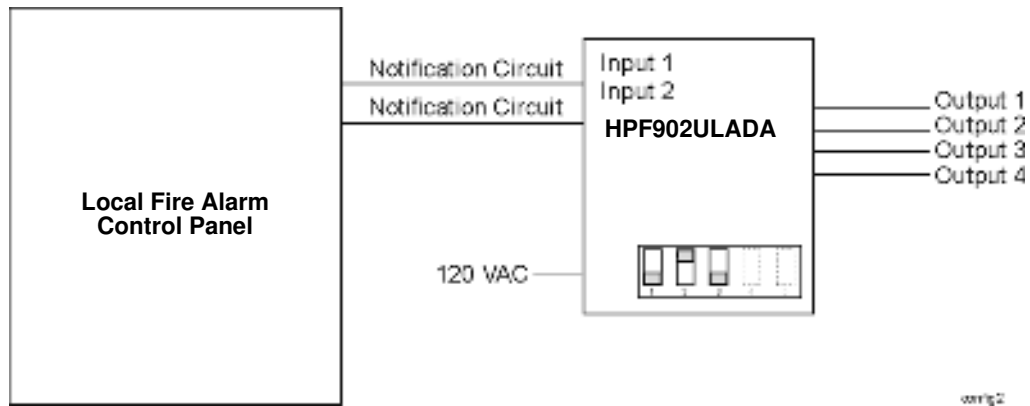 Notification Circuit
Notification Circuit
Input 1
Input 2
HPF902ULADA
Output 1
Output 2
Output 3
Output 4
Local Fire Alarm
Control Panel
120 VAC
config2